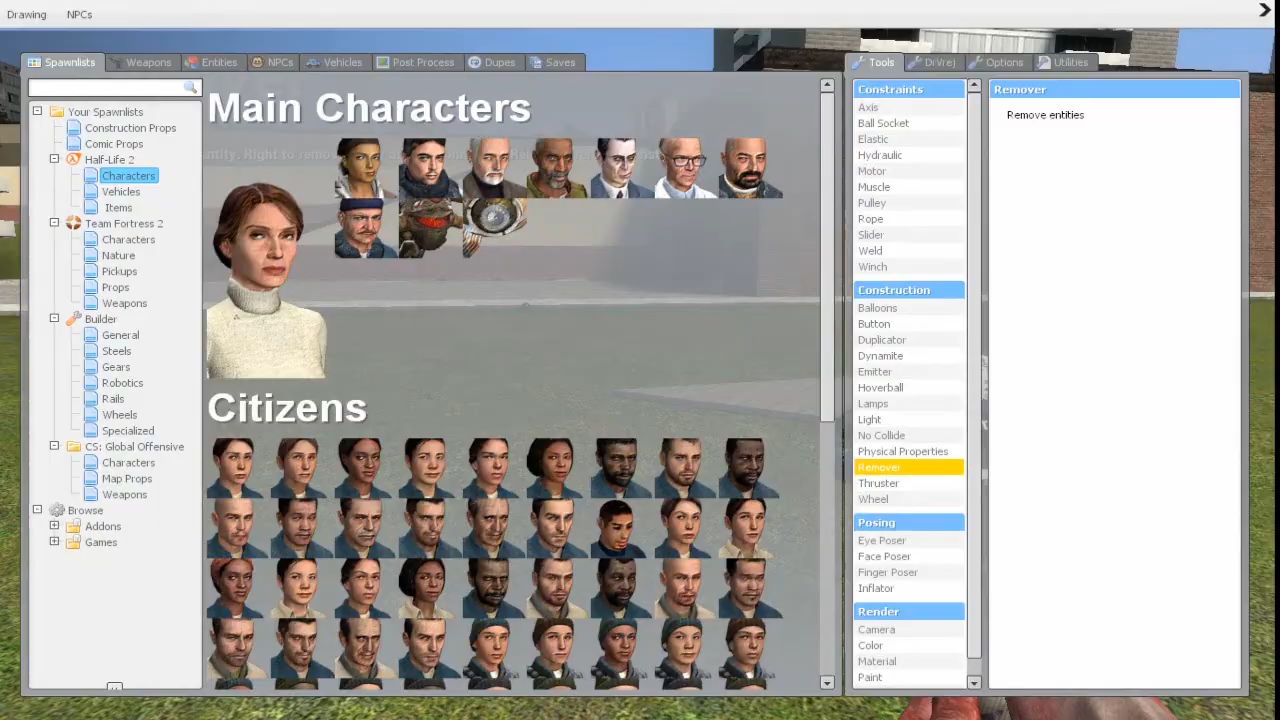 Drawing NPCs
Spawnlists Weapons Entities NPCs Vehicles Post Process Dupes Saves
Your Spawnlists
Construction Props
Comic Props
Half-Life 2
Characters
Vehicles
Items
Team Fortress 2
Characters
Nature
Pickups
Props
Weapons
Builder
General
Steels
Gears
Robotics
Rails
Wheels
Specialized
CS: Global Offensive
Characters
Map Props
Weapons
Browse
Addons
Games
Main Characters
entity. Right to remov
Citizens
Tools DrVrej Options Utilities
Constraints
Axis
Ball Socket
Elastic
Hydraulic
Motor
Muscle
Pulley
Rope
Slider
Weld
Winch
Construction
Balloons
Button
Duplicator
Dynamite
Emitter
Hoverball
Lamps
Light
No Collide
Physical Properties
Remover
Thruster
Wheel
Posing
Eye Poser
Face Poser
Finger Poser
Inflator
Render
Camera
Color
Material
Paint
Remover
Remove entities